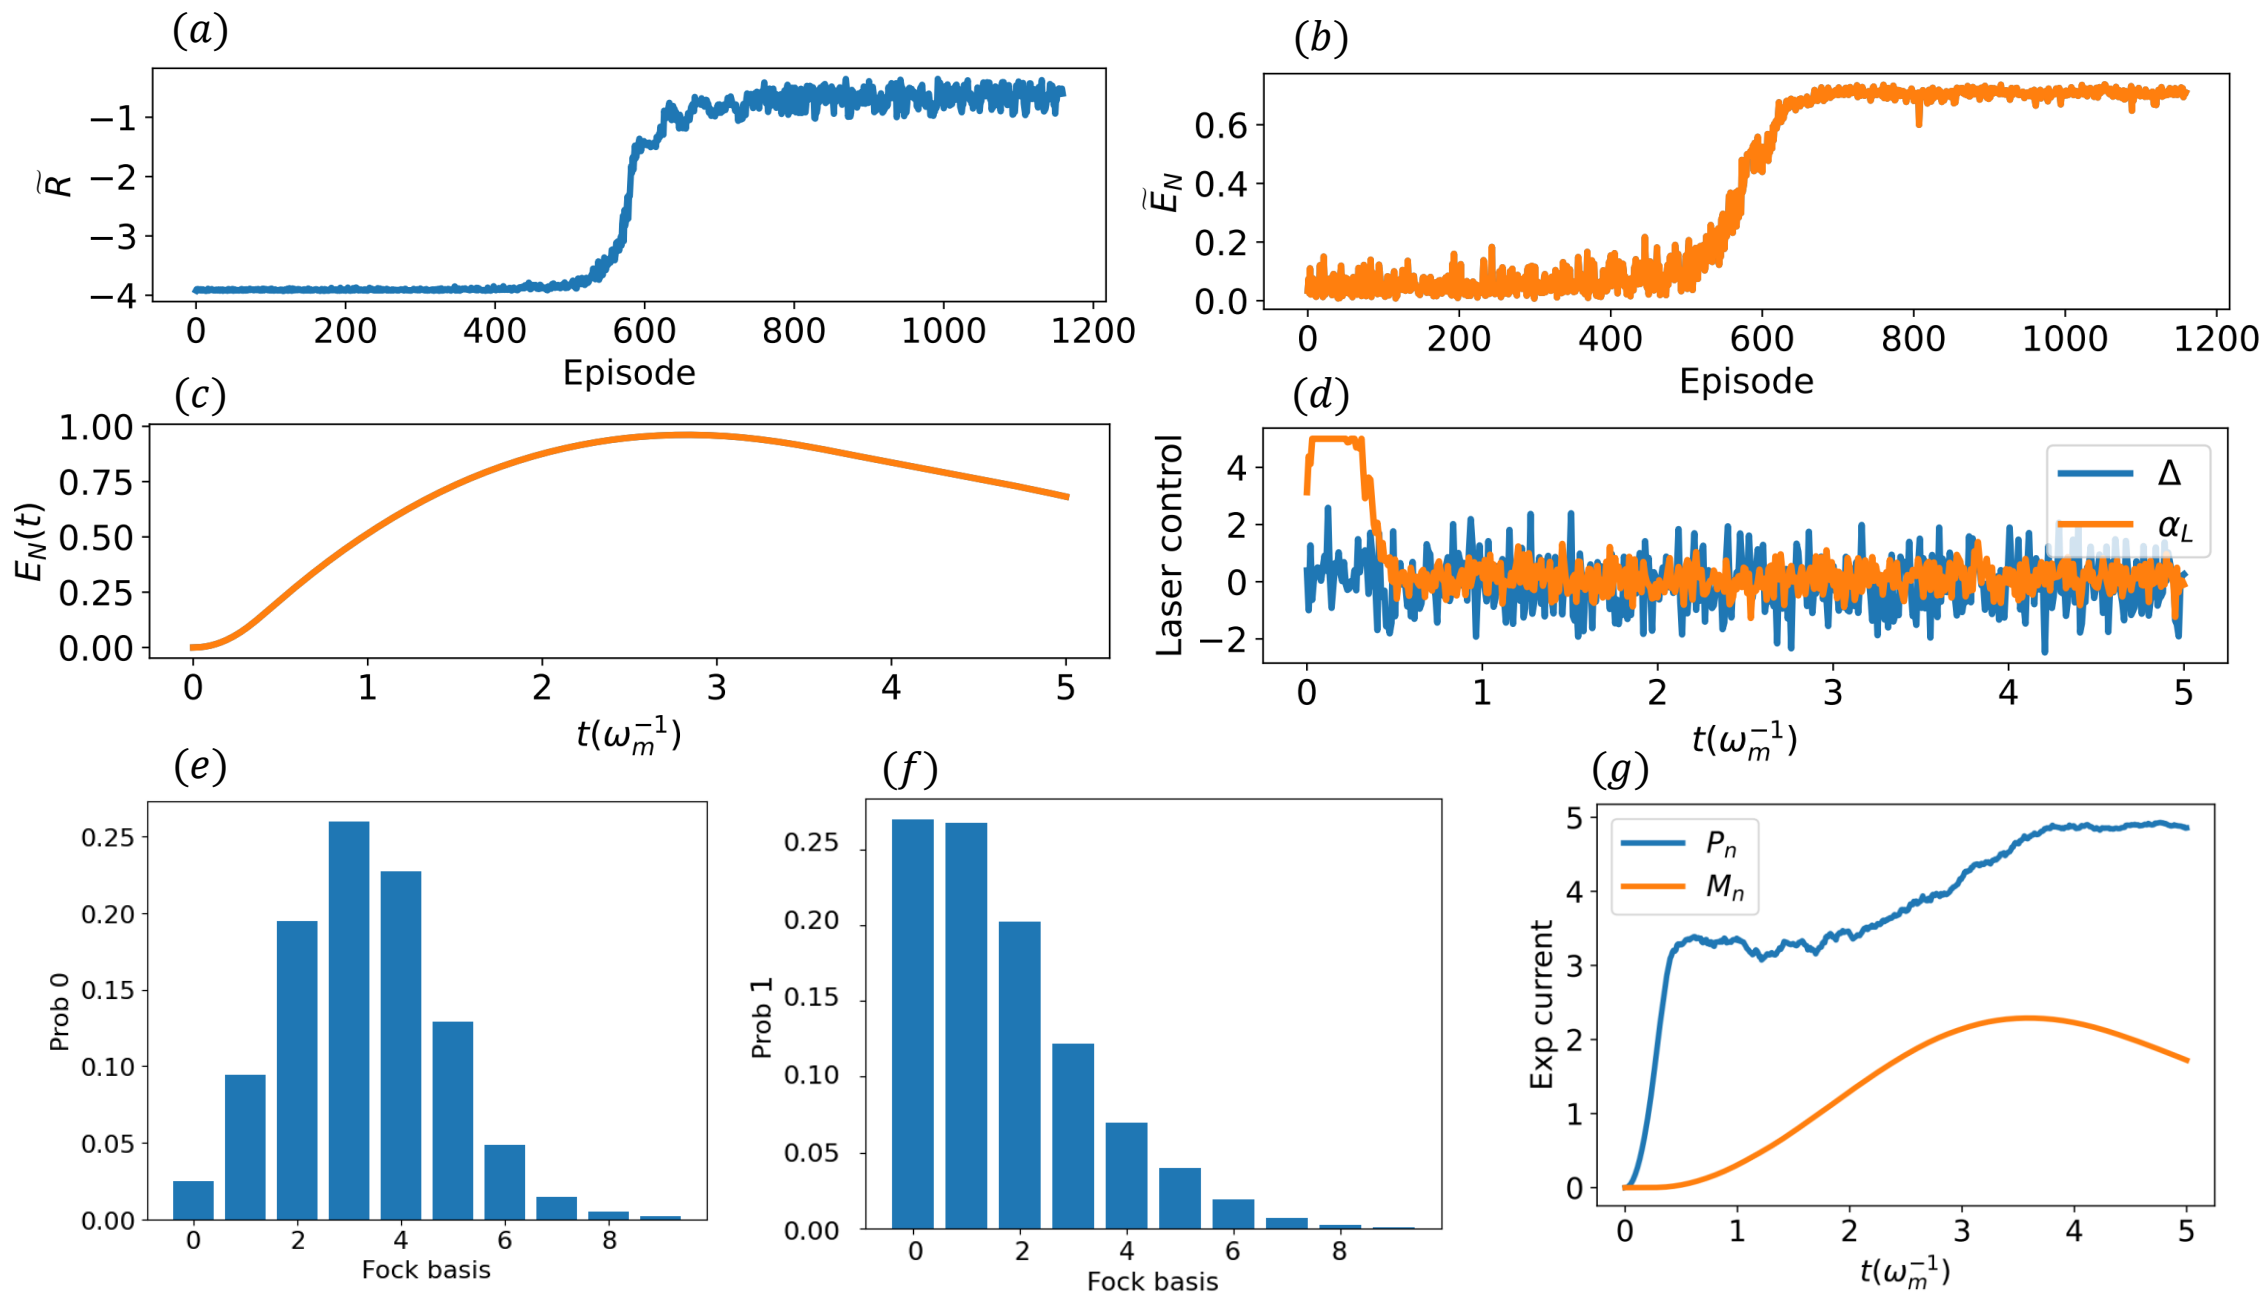 (a)
−1
−2
−3
−4
R̃
0 200 400 600 800 1000 1200
Episode
(b)
0.6
0.4
0.2
0.0
Ẽ_N
0 200 400 600 800 1000 1200
Episode
(c)
1.00
0.75
0.50
0.25
0.00
E_N(t)
0 1 2 3 4 5
t(ω_m^{−1})
(d)
4
2
0
−2
Laser control
Δ
α_L
0 1 2 3 4 5
t(ω_m^{−1})
(e)
0.25
0.20
0.15
0.10
0.05
0.00
Prob 0
0 2 4 6 8
Fock basis
(f)
0.25
0.20
0.15
0.10
0.05
0.00
Prob 1
0 2 4 6 8
Fock basis
(g)
5
4
3
2
1
0
Exp current
P_n
M_n
0 1 2 3 4 5
t(ω_m^{−1})